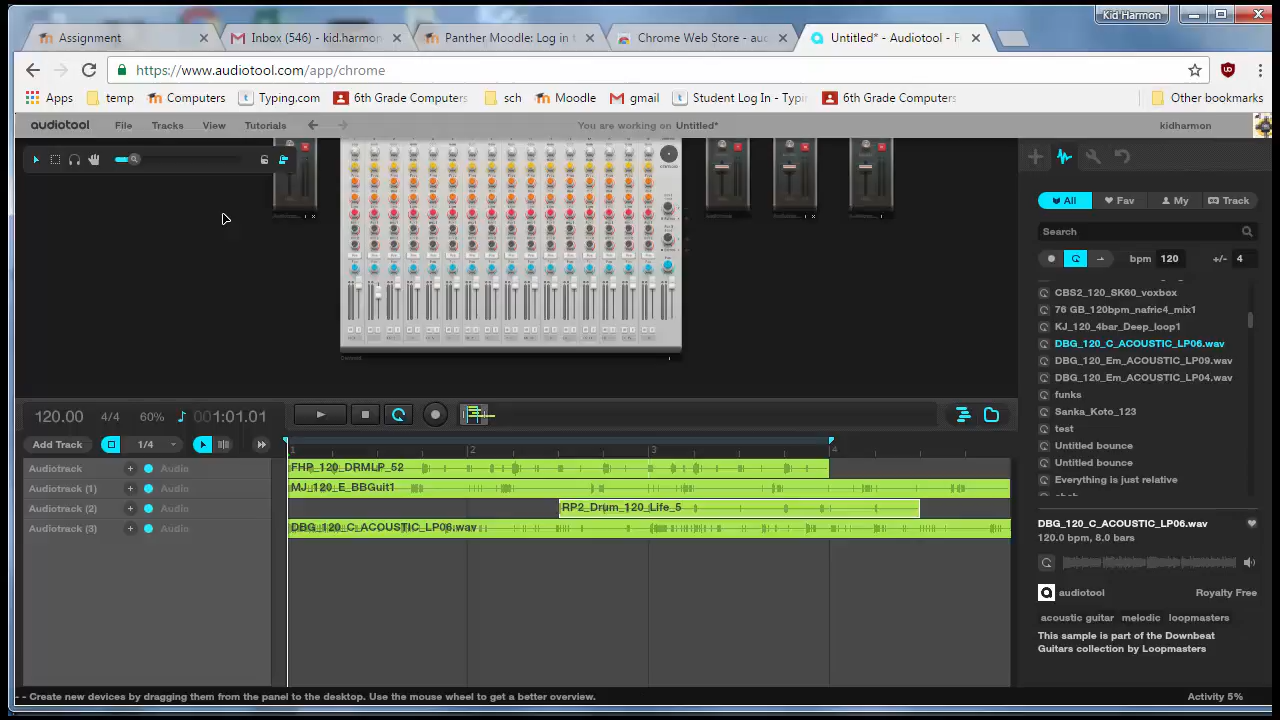 Kid Harmon
Assignment
Inbox (546) - kid.harmon
Panther Moodle: Log in t
Chrome Web Store - aud
Untitled* - Audiotool - F
https://www.audiotool.com/app/chrome
Apps temp Computers Typing.com 6th Grade Computers sch Moodle gmail Student Log In - Typi 6th Grade Computers Other bookmarks
audiotool File Tracks View Tutorials You are working on Untitled* kidharmon
All Fav My Track
Search
bpm 120 +/- 4
CBS2_120_SK60_voxbox
76 GB_120bpm_nafric4_mix1
KJ_120_4bar_Deep_loop1
DBG_120_C_ACOUSTIC_LP06.wav
DBG_120_Em_ACOUSTIC_LP09.wav
DBG_120_Em_ACOUSTIC_LP04.wav
funks
Sanka_Koto_123
test
Untitled bounce
Untitled bounce
Everything is just relative
120.00 4/4 60% 001:01.01
Add Track 1/4 1 2 3 4
Audiotrack + Audio FHP_120_DRMLP_52
Audiotrack (1) + Audio MJ_120_E_BBGuit1
Audiotrack (2) + Audio RP2_Drum_120_Life_5
Audiotrack (3) + Audio DBG_120_C_ACOUSTIC_LP06.wav
DBG_120_C_ACOUSTIC_LP06.wav
120.0 bpm, 8.0 bars
audiotool Royalty Free
acoustic guitar melodic loopmasters
This sample is part of the Downbeat
Guitars collection by Loopmasters
- - Create new devices by dragging them from the panel to the desktop. Use the mouse wheel to get a better overview. Activity 5%